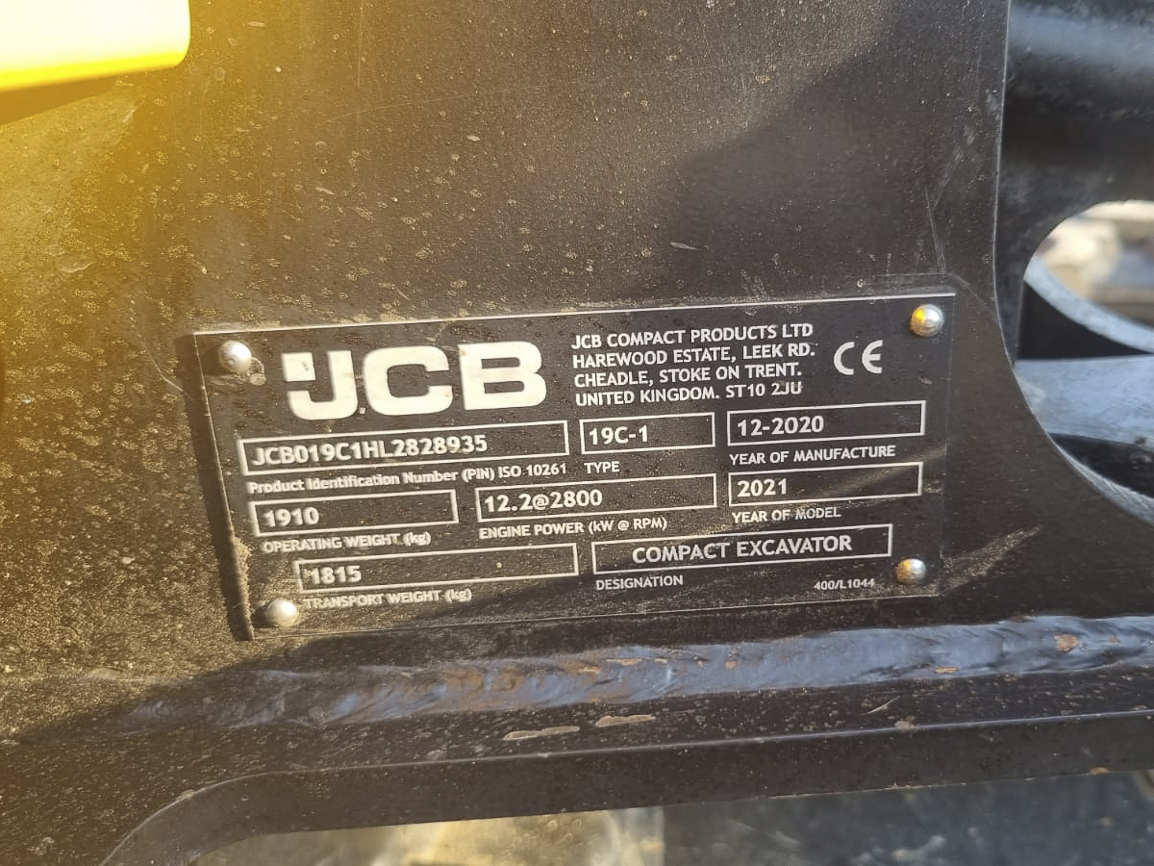 JCB
JCB COMPACT PRODUCTS LTD
HAREWOOD ESTATE, LEEK RD.
CHEADLE, STOKE ON TRENT.
UNITED KINGDOM. ST10 2JU
CE
JCB019C1HL2828935
Product Identification Number (PIN) ISO 10261
19C-1
TYPE
12-2020
YEAR OF MANUFACTURE
1910
OPERATING WEIGHT (kg)
12.2@2800
ENGINE POWER (kW @ RPM)
2021
YEAR OF MODEL
1815
TRANSPORT WEIGHT (kg)
COMPACT EXCAVATOR
DESIGNATION
400/L1044